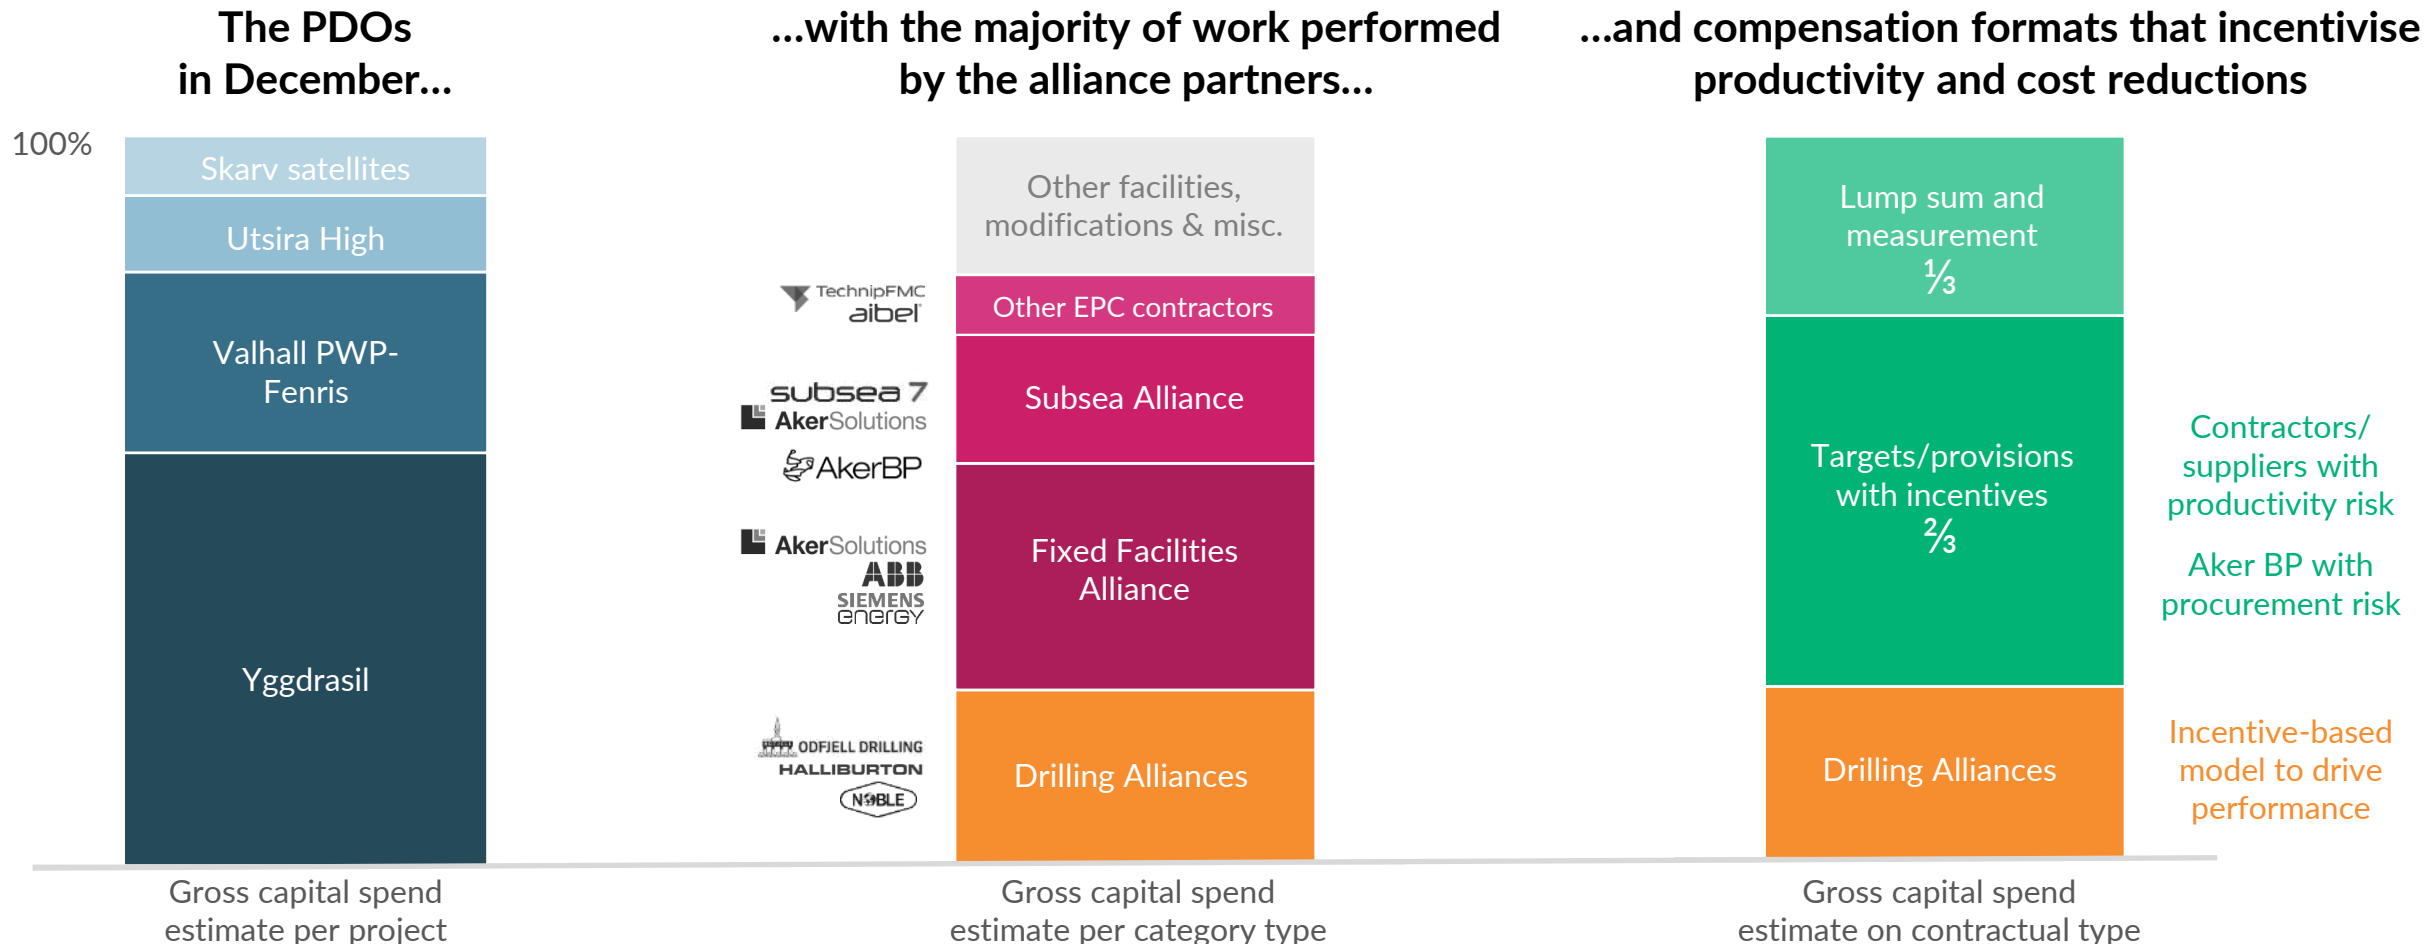 The PDOs
in December...
100%
Skarv satellites
Utsira High
Valhall PWP-
Fenris
Yggdrasil
Gross capital spend
estimate per project
...with the majority of work performed
by the alliance partners...
Other facilities,
modifications & misc.
TechnipFMC
aibel
Other EPC contractors
subsea 7
AkerSolutions
Subsea Alliance
AkerBP
AkerSolutions
ABB
SIEMENS
energy
Fixed Facilities
Alliance
ODFJELL DRILLING
HALLIBURTON
NOBLE
Drilling Alliances
Gross capital spend
estimate per category type
...and compensation formats that incentivise
productivity and cost reductions
Lump sum and
measurement
⅓
Targets/provisions
with incentives
⅔
Contractors/
suppliers with
productivity risk
Aker BP with
procurement risk
Drilling Alliances
Incentive-based
model to drive
performance
Gross capital spend
estimate on contractual type